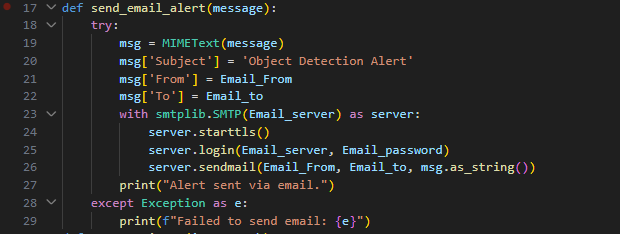 17 def send_email_alert(message):
18     try:
19         msg = MIMEText(message)
20         msg['Subject'] = 'Object Detection Alert'
21         msg['From'] = Email_From
22         msg['To'] = Email_to
23         with smtplib.SMTP(Email_server) as server:
24             server.starttls()
25             server.login(Email_server, Email_password)
26             server.sendmail(Email_From, Email_to, msg.as_string())
27         print("Alert sent via email.")
28     except Exception as e:
29         print(f"Failed to send email: {e}")